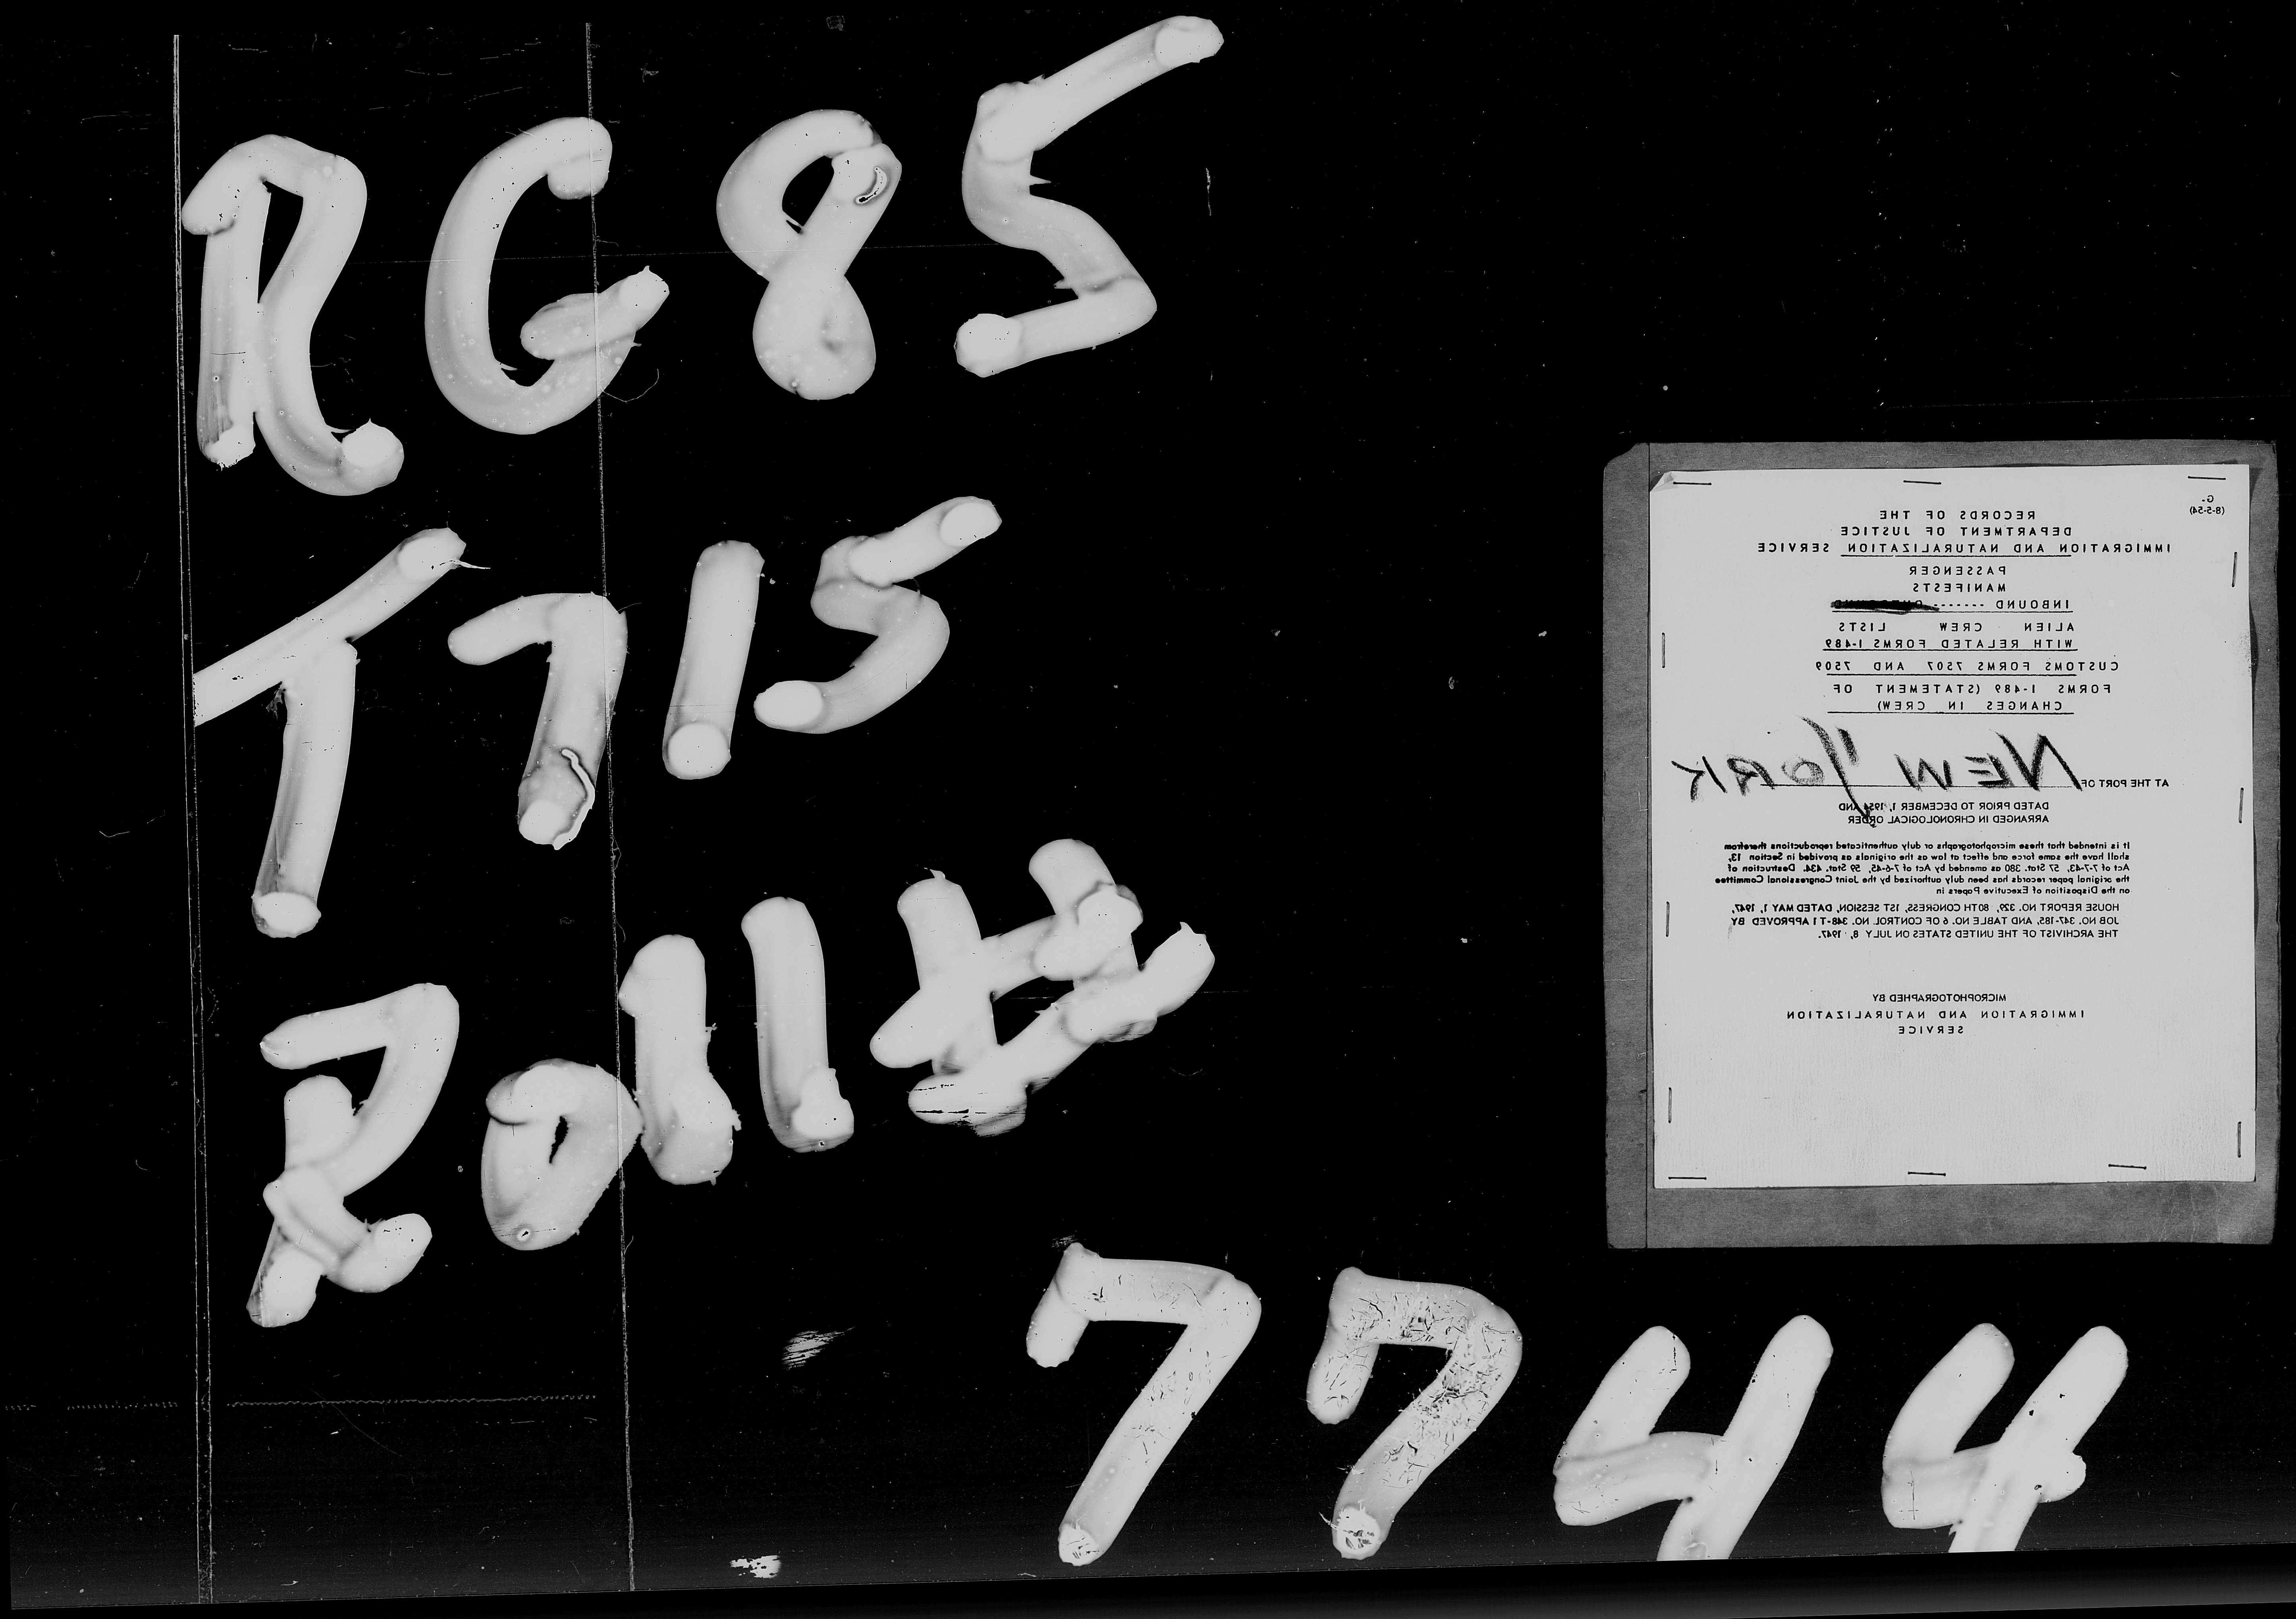 RG 85
T715
Roll #
7744
G-
(8-5-54)
RECORDS OF THE
DEPARTMENT OF JUSTICE
IMMIGRATION AND NATURALIZATION SERVICE
PASSENGER
MANIFESTS
INBOUND -------
ALIEN CREW LISTS
WITH RELATED FORMS I-489
CUSTOMS FORMS 7507 AND 7509
FORMS I-489 (STATEMENT OF
CHANGES IN CREW)
AT THE PORT OF NEW YORK
DATED PRIOR TO DECEMBER 1, 1954 AND
ARRANGED IN CHRONOLOGICAL ORDER
It is intended that these microphotographs or duly authenticated reproductions therefrom
shall have the same force and effect at law as the originals as provided in Section 13,
Act of 7-7-43, 57 Stat. 380 as amended by Act of 7-6-45, 59 Stat. 434. Destruction of
the original paper records has been duly authorized by the Joint Congressional Committee
on the Disposition of Executive Papers in
HOUSE REPORT NO. 329, 80TH CONGRESS, 1ST SESSION, DATED MAY 1, 1947,
JOB NO. 347-185, AND TABLE NO. 6 OF CONTROL NO. 348-T1 APPROVED BY
THE ARCHIVIST OF THE UNITED STATES ON JULY 8, 1947.
MICROPHOTOGRAPHED BY
IMMIGRATION AND NATURALIZATION
SERVICE